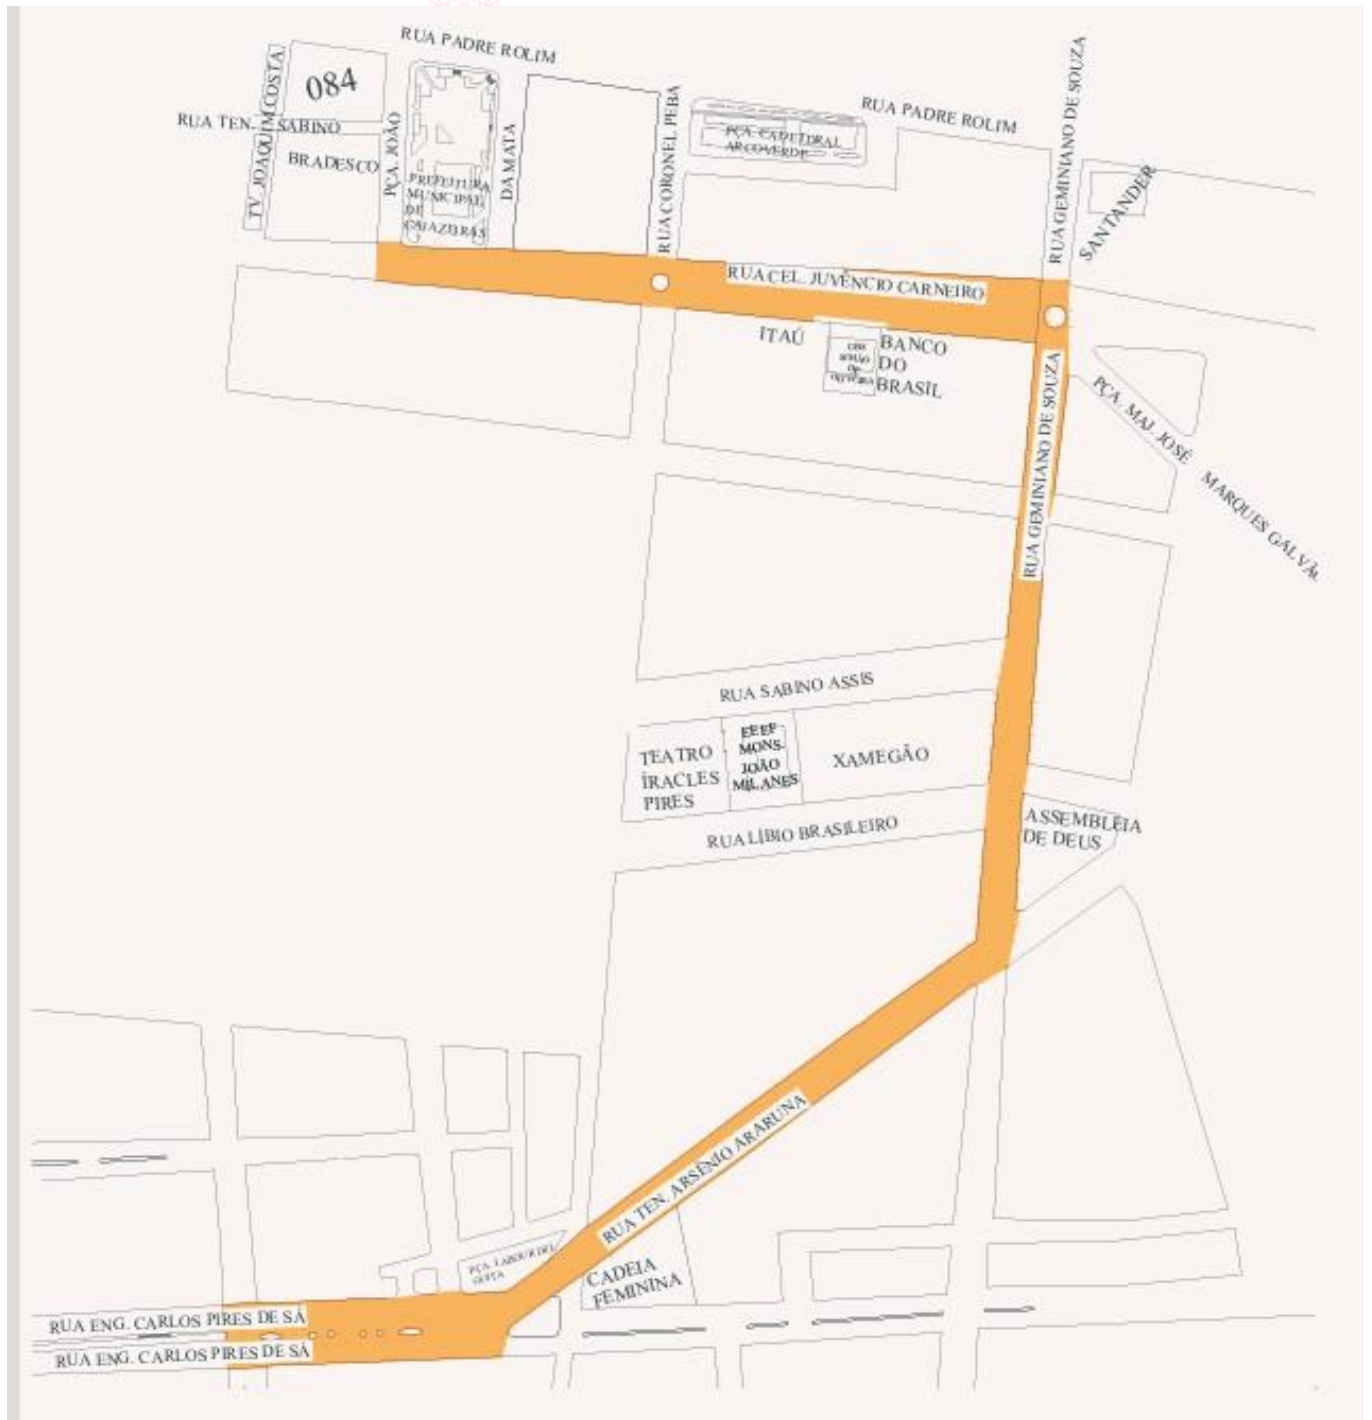 RUA PADRE ROLIM
084
TV. JOAQUIM COSTA
RUA TEN. SABINO
BRADESCO
PÇA. JOÃO
DA MATA
PREFEITURA
MUNICIPAL
DE
CAJAZEIRAS
RUA CORONEL PEBA
PÇA. CADETDRAL
ARCOVERDE
RUA PADRE ROLIM
RUA GEMINIANO DE SOUZA
SANTANDER
RUA CEL. JUVÊNCIO CARNEIRO
ITAÚ
BANCO
DO
BRASIL
PÇA. MAJ. JOSÉ MARQUES GALVÃ
RUA GEMINIANO DE SOUZA
RUA SABINO ASSIS
TEATRO
ÍRACLES
PIRES
EEEF
MONS.
JOÃO
MILANES
XAMEGÃO
RUA LÍBIO BRASILEIRO
ASSEMBLÉIA
DE DEUS
RUA TEN. ARSÊNIO ARARUNA
CADEIA
FEMININA
RUA ENG. CARLOS PIRES DE SÁ
RUA ENG. CARLOS PIRES DE SÁ